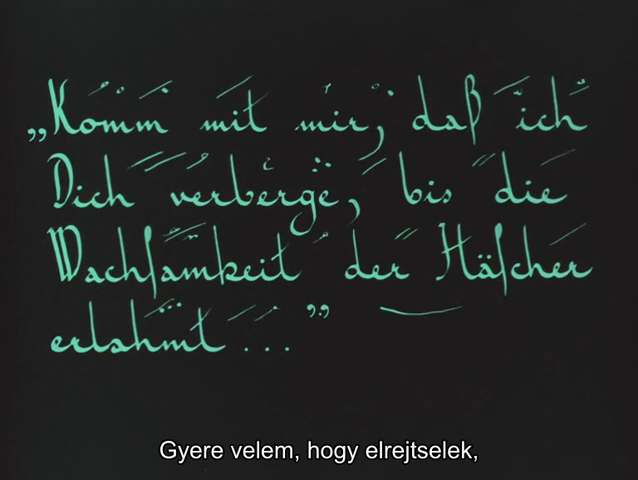 „Komm mit mir, daß ich
Dich verberge, bis die
Wachſamkeit der Häſcher
erlahmt ..."
Gyere velem, hogy elrejtselek,